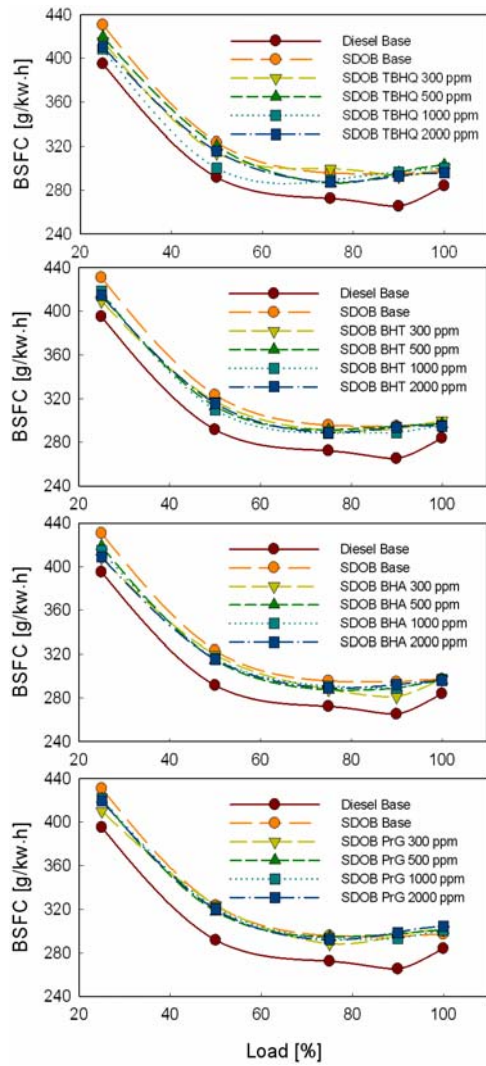 440
400
360
320
280
240
BSFC [g/kw·h]
Diesel Base
SDOB Base
SDOB TBHQ 300 ppm
SDOB TBHQ 500 ppm
SDOB TBHQ 1000 ppm
SDOB TBHQ 2000 ppm
20 40 60 80 100
440
400
360
320
280
240
BSFC [g/kw·h]
Diesel Base
SDOB Base
SDOB BHT 300 ppm
SDOB BHT 500 ppm
SDOB BHT 1000 ppm
SDOB BHT 2000 ppm
20 40 60 80 100
440
400
360
320
280
240
BSFC [g/kw·h]
Diesel Base
SDOB Base
SDOB BHA 300 ppm
SDOB BHA 500 ppm
SDOB BHA 1000 ppm
SDOB BHA 2000 ppm
20 40 60 80 100
440
400
360
320
280
240
BSFC [g/kw·h]
Diesel Base
SDOB Base
SDOB PrG 300 ppm
SDOB PrG 500 ppm
SDOB PrG 1000 ppm
SDOB PrG 2000 ppm
20 40 60 80 100
Load [%]